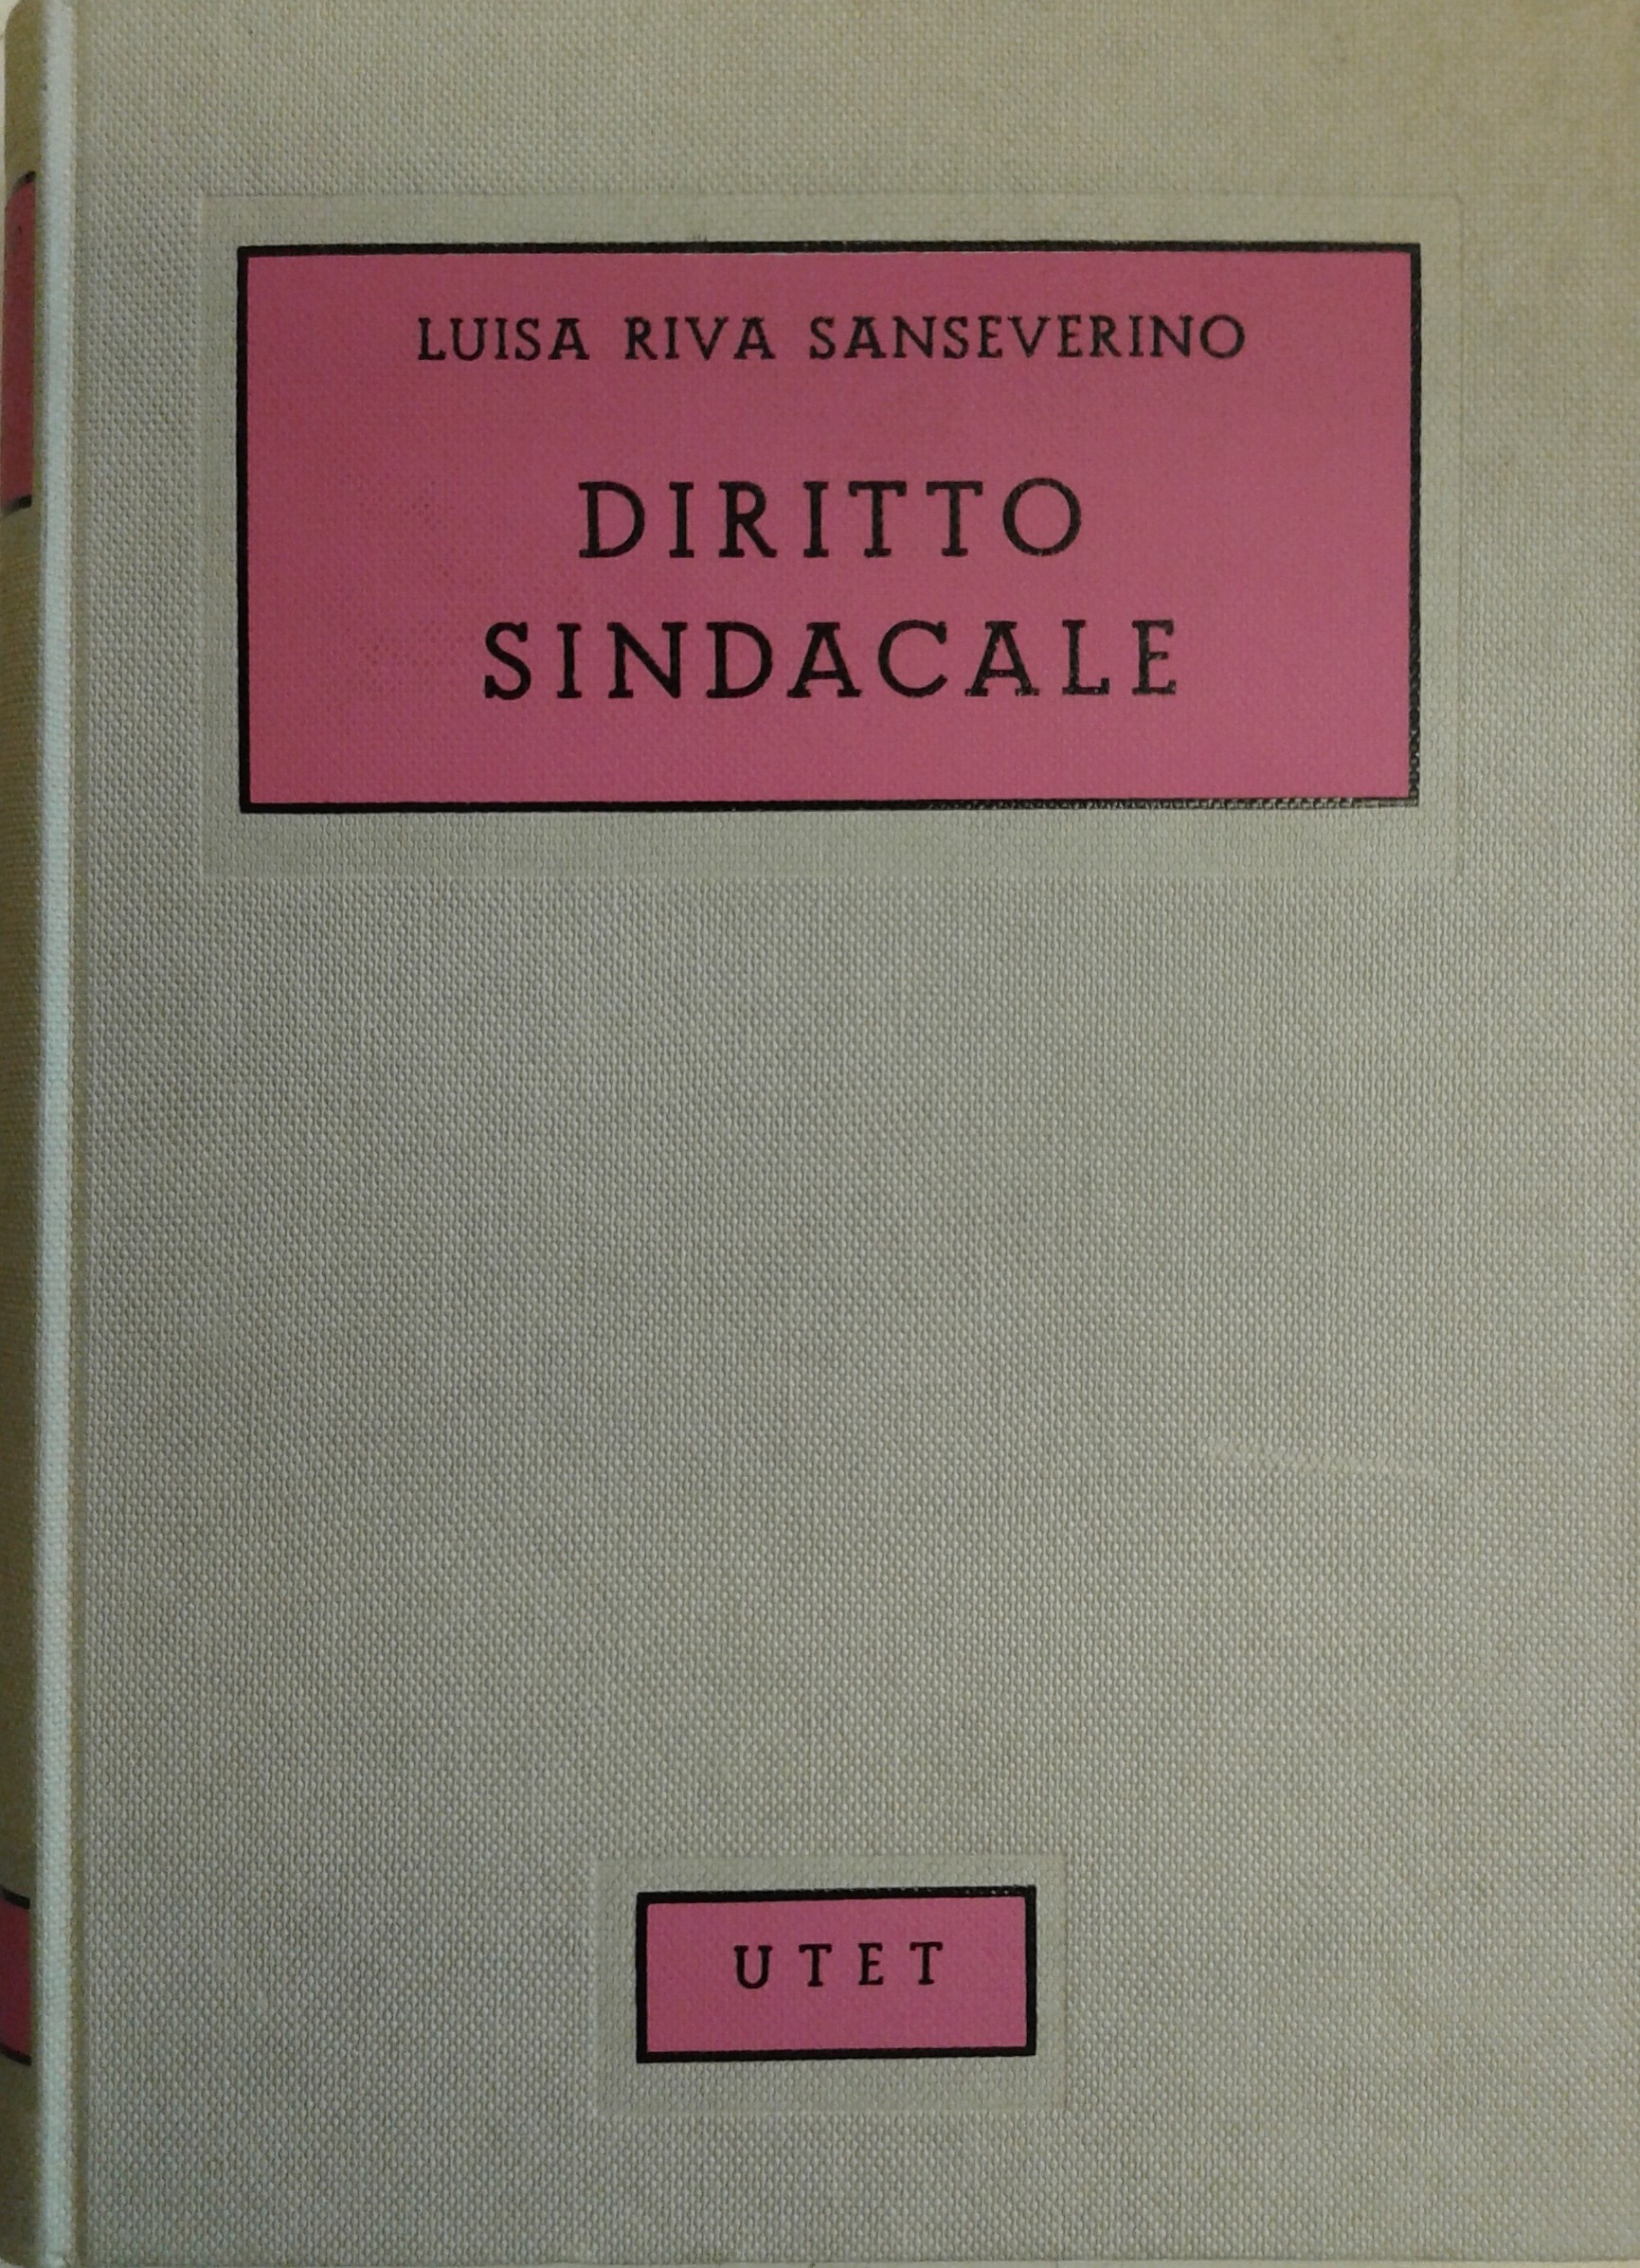 LUISA RIVA SANSEVERINO
DIRITTO
SINDACALE
UTET